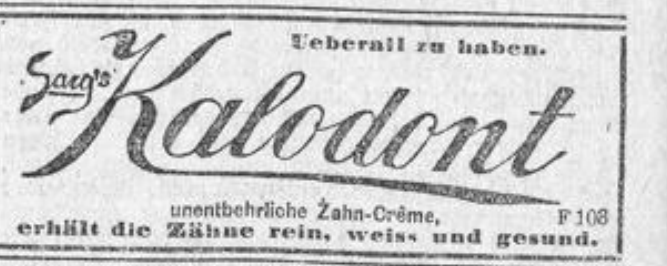 Ueberall zu haben.
Sarg's
Kalodont
unentbehrliche Zahn-Crême,
F 108
erhält die Zähne rein, weiss und gesund.